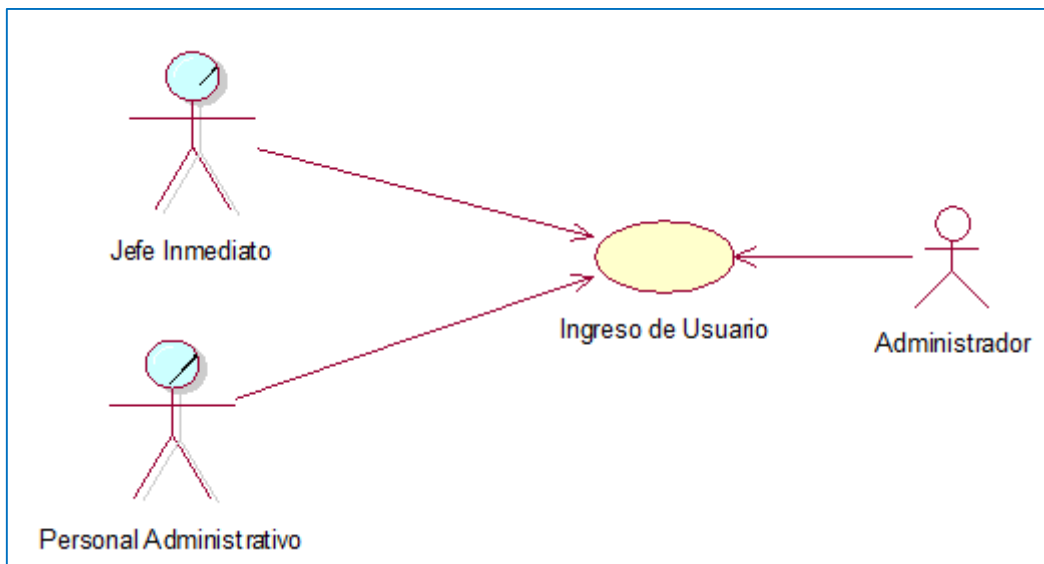 Jefe Inmediato
Ingreso de Usuario
Administrador
Personal Administrativo